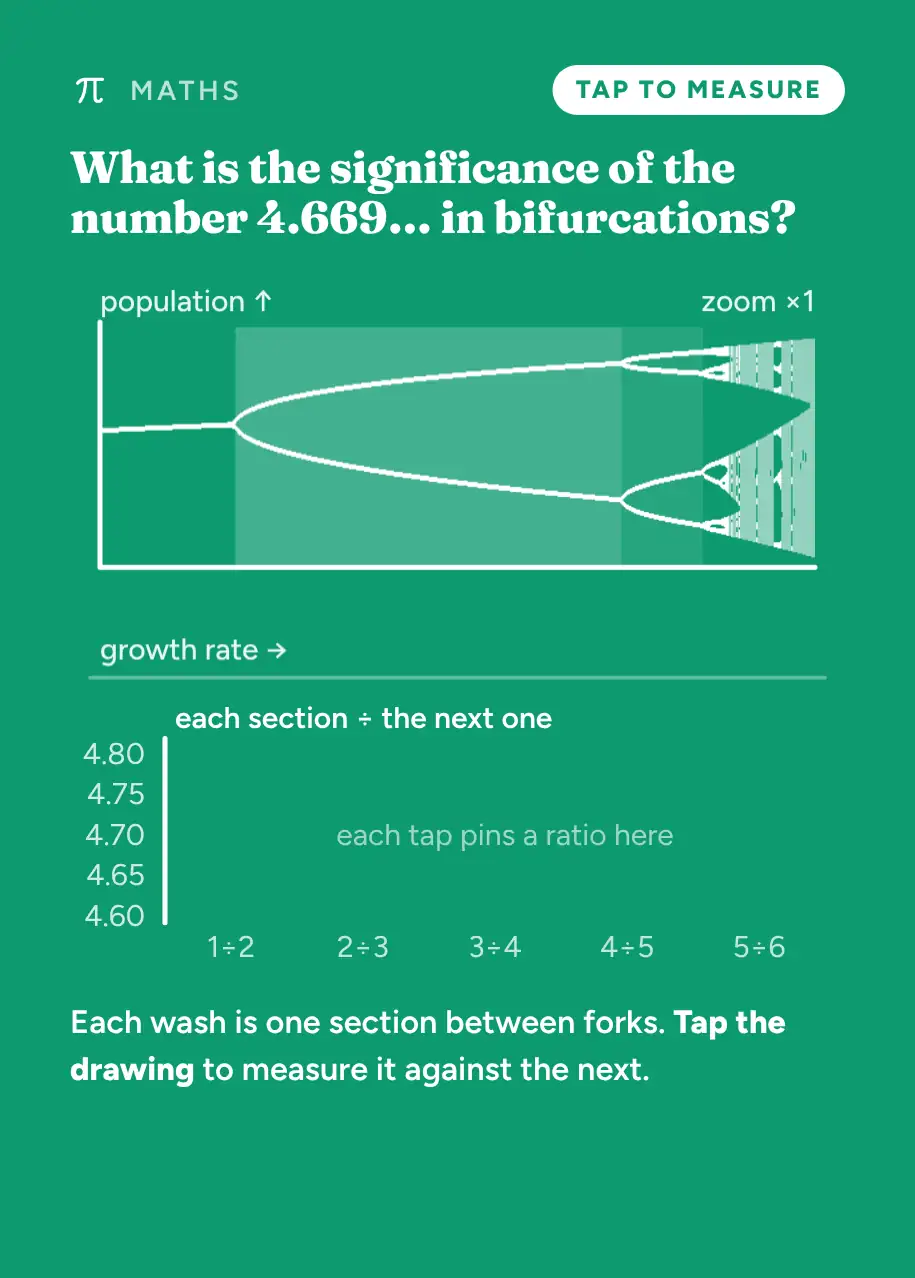 π MATHS
TAP TO MEASURE
What is the significance of the
number 4.669... in bifurcations?
population ↑
zoom ×1
growth rate →
each section ÷ the next one
4.80
4.75
4.70
4.65
4.60
each tap pins a ratio here
1÷2 2÷3 3÷4 4÷5 5÷6
Each wash is one section between forks. Tap the
drawing to measure it against the next.